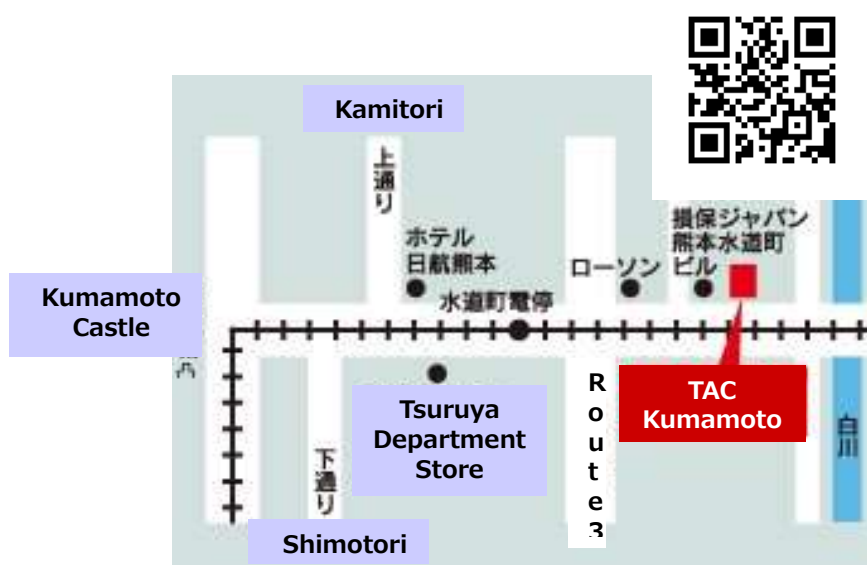 Kamitori
上通り
ホテル
日航熊本
水道町電停
ローソン
損保ジャパン
熊本水道町
ビル
Kumamoto
Castle
TAC
Kumamoto
Tsuruya
Department
Store
Route3
白川
下通り
Shimotori